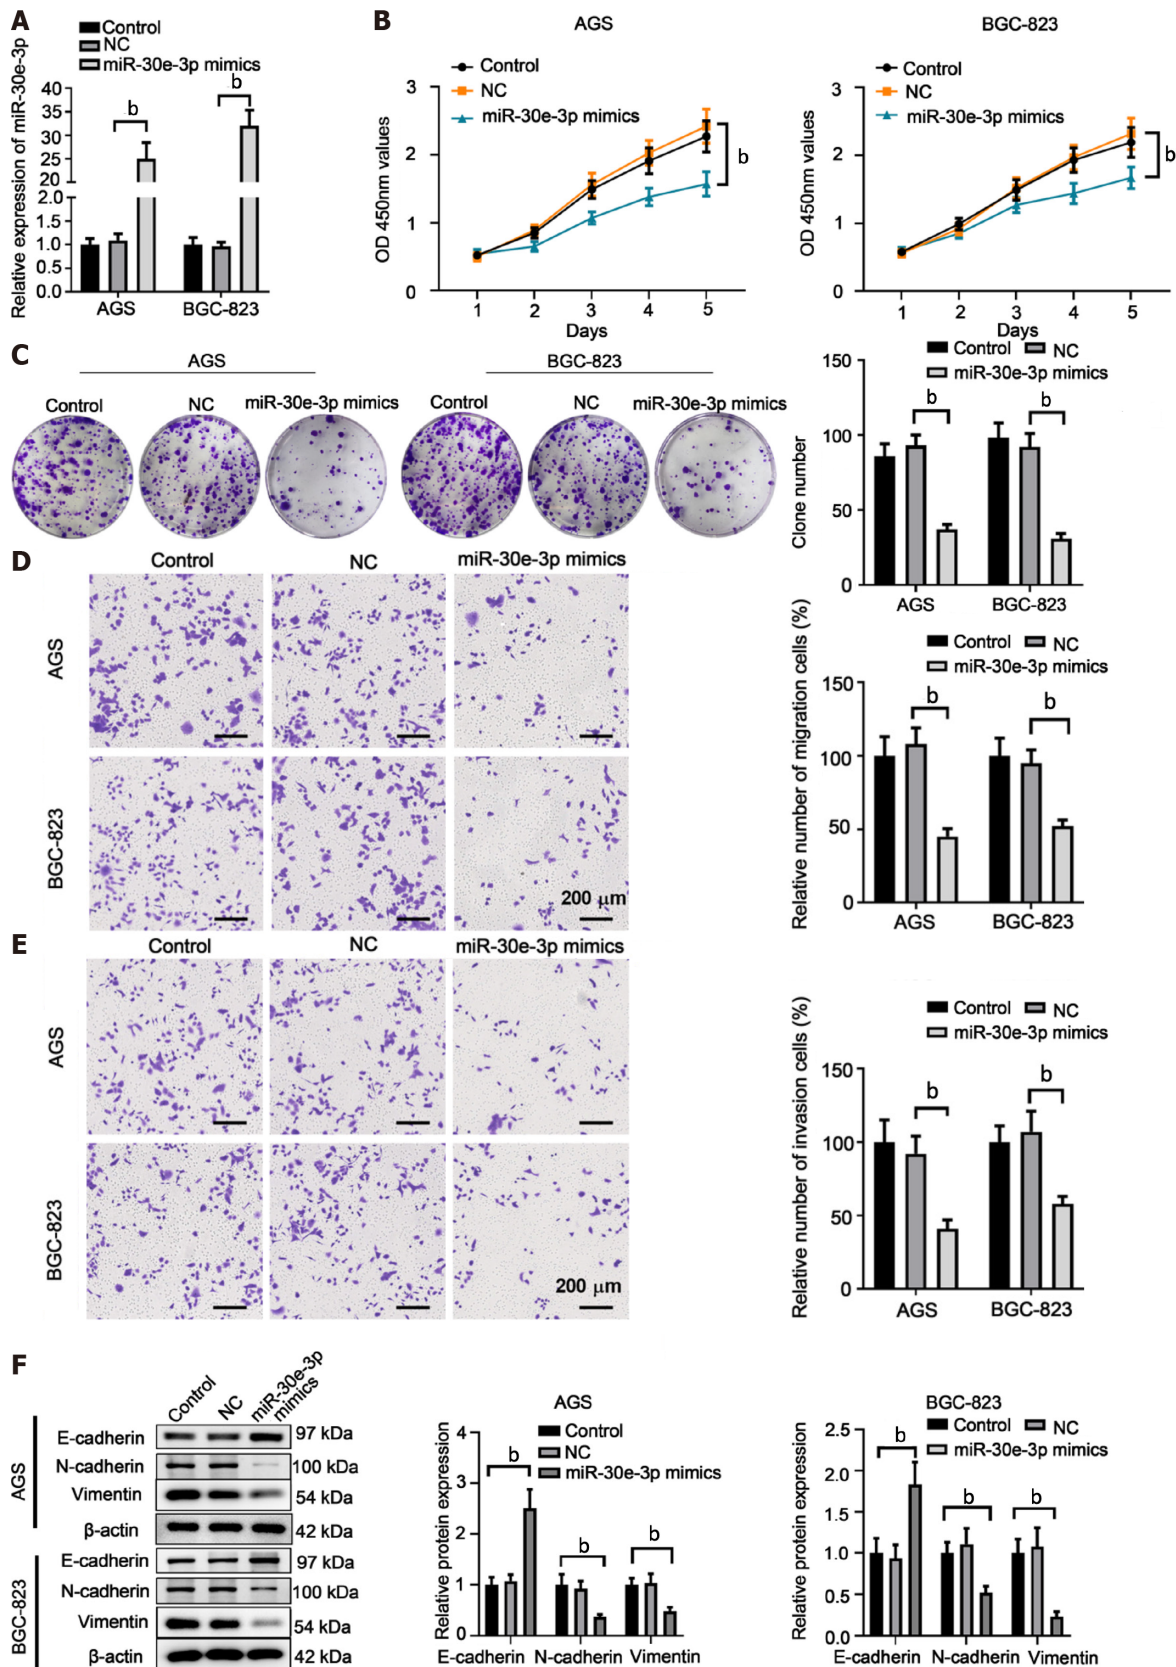 A
Control
NC
miR-30e-3p mimics
Relative expression of miR-30e-3p
40
35
30
25
20
2.0
1.5
1.0
0.5
0.0
b
b
AGS
BGC-823
B
AGS
Control
NC
miR-30e-3p mimics
OD 450nm values
3
2
1
0
b
1 2 3 4 5
Days
BGC-823
Control
NC
miR-30e-3p mimics
OD 450nm values
3
2
1
0
b
1 2 3 4 5
Days
C
AGS
BGC-823
Control
NC
miR-30e-3p mimics
Control
NC
miR-30e-3p mimics
Control
NC
miR-30e-3p mimics
Clone number
150
100
50
0
b
b
AGS
BGC-823
D
Control
NC
miR-30e-3p mimics
AGS
BGC-823
200 μm
Control
NC
miR-30e-3p mimics
Relative number of migration cells (%)
150
100
50
0
b
b
AGS
BGC-823
E
Control
NC
miR-30e-3p mimics
AGS
BGC-823
200 μm
Control
NC
miR-30e-3p mimics
Relative number of invasion cells (%)
150
100
50
0
b
b
AGS
BGC-823
F
Control
NC
miR-30e-3p
mimics
AGS
E-cadherin 97 kDa
N-cadherin 100 kDa
Vimentin 54 kDa
β-actin 42 kDa
BGC-823
E-cadherin 97 kDa
N-cadherin 100 kDa
Vimentin 54 kDa
β-actin 42 kDa
AGS
Control
NC
miR-30e-3p mimics
Relative protein expression
4
3
2
1
0
b
b
b
E-cadherin N-cadherin Vimentin
BGC-823
Control
NC
miR-30e-3p mimics
Relative protein expression
2.5
2.0
1.5
1.0
0.5
0.0
b
b
b
E-cadherin N-cadherin Vimentin